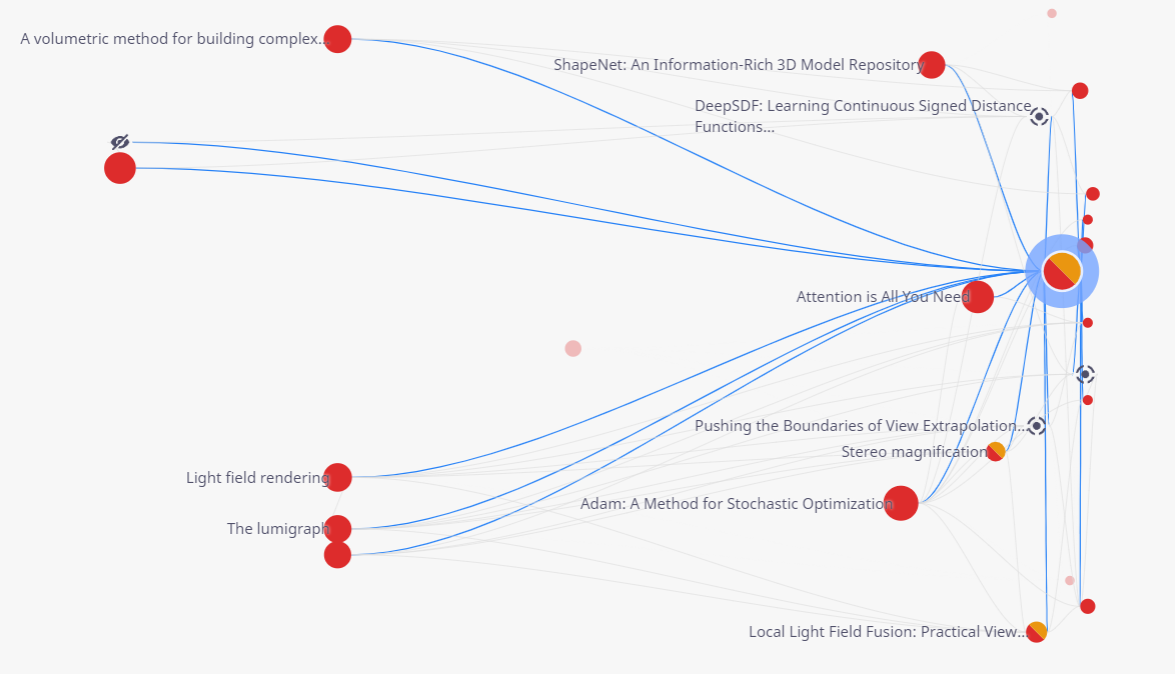 A volumetric method for building complex...
ShapeNet: An Information-Rich 3D Model Repository
DeepSDF: Learning Continuous Signed Distance
Functions...
Attention is All You Need
Pushing the Boundaries of View Extrapolation...
Stereo magnification
Light field rendering
Adam: A Method for Stochastic Optimization
The lumigraph
Local Light Field Fusion: Practical View...